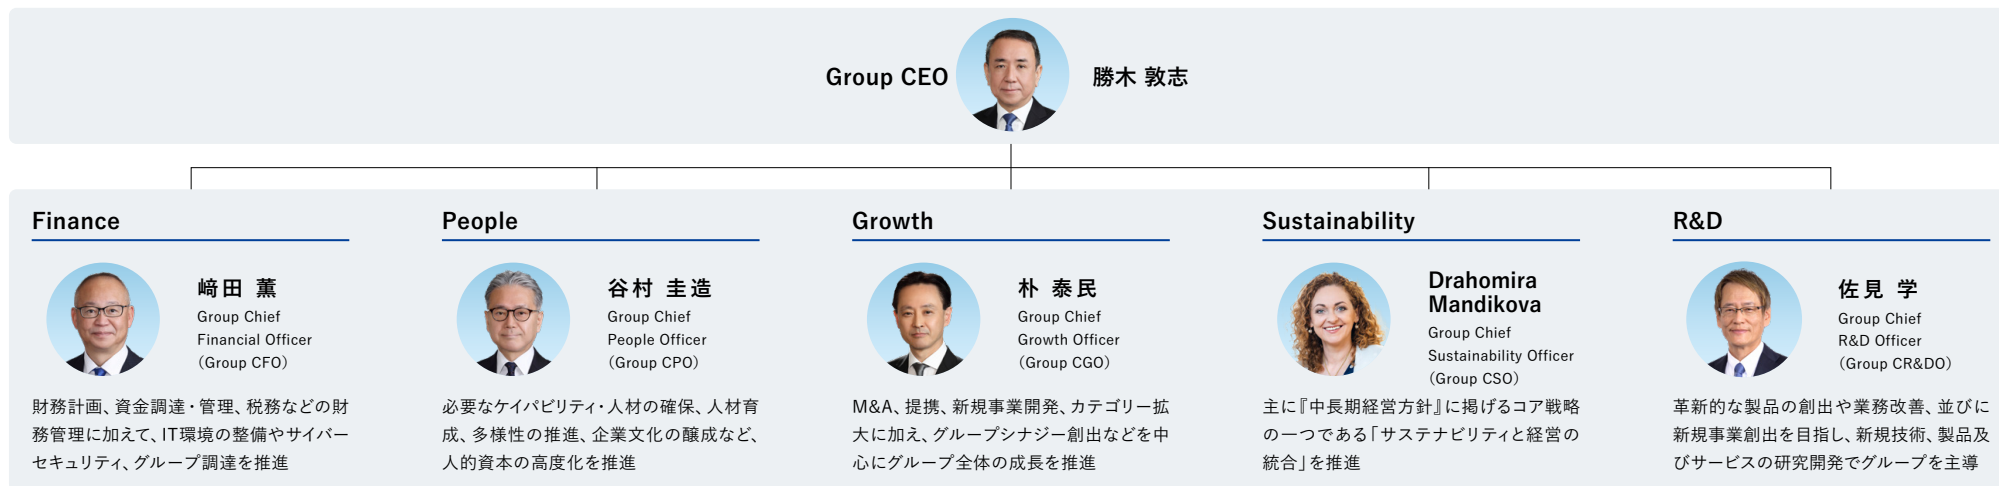 Group CEO 勝木 敦志
Finance
﨑田 薫
Group Chief
Financial Officer
（Group CFO）
財務計画、資金調達・管理、税務などの財
務管理に加えて、IT環境の整備やサイバー
セキュリティ、グループ調達を推進
People
谷村 圭造
Group Chief
People Officer
（Group CPO）
必要なケイパビリティ・人材の確保、人材育
成、多様性の推進、企業文化の醸成など、
人的資本の高度化を推進
Growth
朴 泰民
Group Chief
Growth Officer
（Group CGO）
M&A、提携、新規事業開発、カテゴリー拡
大に加え、グループシナジー創出などを中
心にグループ全体の成長を推進
Sustainability
Drahomira
Mandikova
Group Chief
Sustainability Officer
（Group CSO）
主に『中長期経営方針』に掲げるコア戦略
の一つである「サステナビリティと経営の
統合」を推進
R&D
佐見 学
Group Chief
R&D Officer
（Group CR&DO）
革新的な製品の創出や業務改善、並びに
新規事業創出を目指し、新規技術、製品及
びサービスの研究開発でグループを主導